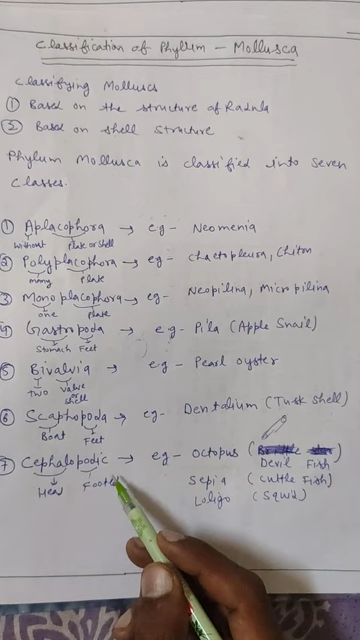 Classification of Phylum - Mollusca
Classifying Molluscs
① Based on the structure of Radula
② Based on shell structure
Phylum Mollusca is classified into seven
classes.
① Aplacophora → eg- Neomenia
without Plate or shell
② Polyplacophora → eg- Chaetopleura, Chiton
many Plate
③ Monoplacophora → eg- Neopilina, Micropilina
one Plate
④ Gastropoda → eg- Pila (Apple Snail)
Stomach Feet
⑤ Bivalvia → eg- Pearl oyster
Two valve
shell
⑥ Scaphopoda → eg- Dentalium (Tusk Shell)
Boat Feet
⑦ Cephalopodic → eg- Octopus (
Devil Fish)
Head Foot
Sepia (Cuttle Fish)
Loligo (Squid)